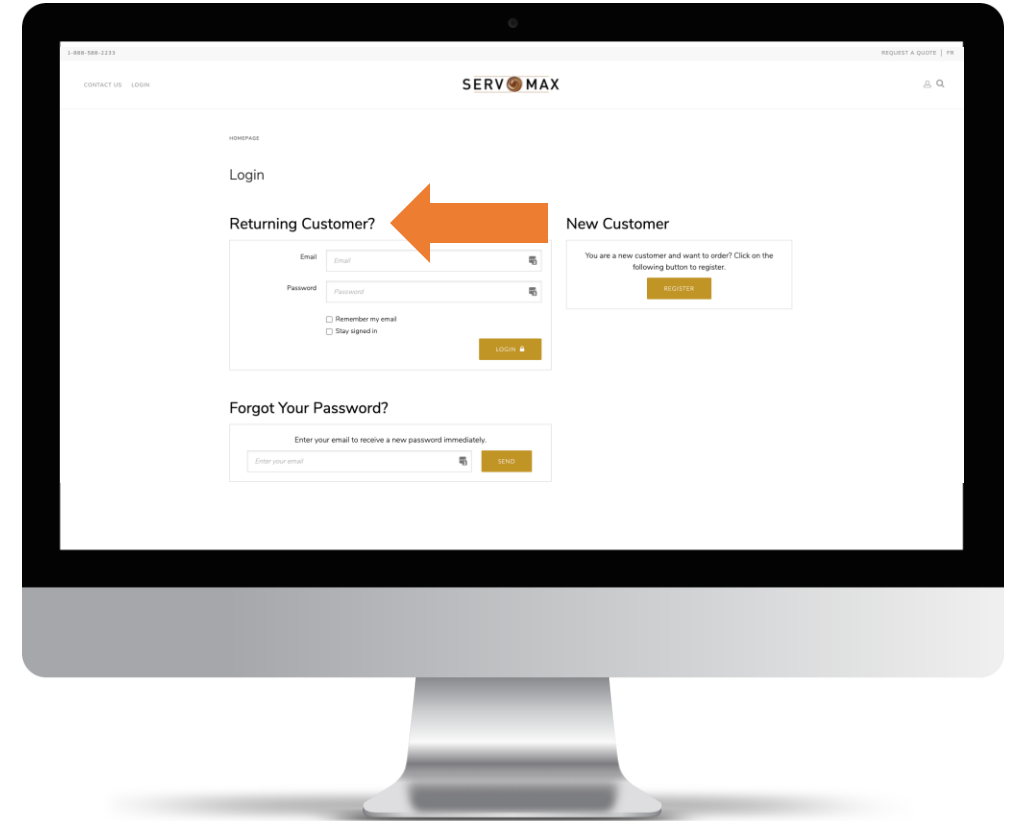 1-888-508-2233
REQUEST A QUOTE | FR
CONTACT US LOGIN
SERVOMAX
HOMEPAGE
Login
Returning Customer?
Email
Email
Password
Password
Remember my email
Stay signed in
LOGIN
New Customer
You are a new customer and want to order? Click on the
following button to register.
REGISTER
Forgot Your Password?
Enter your email to receive a new password immediately.
Enter your email
SEND